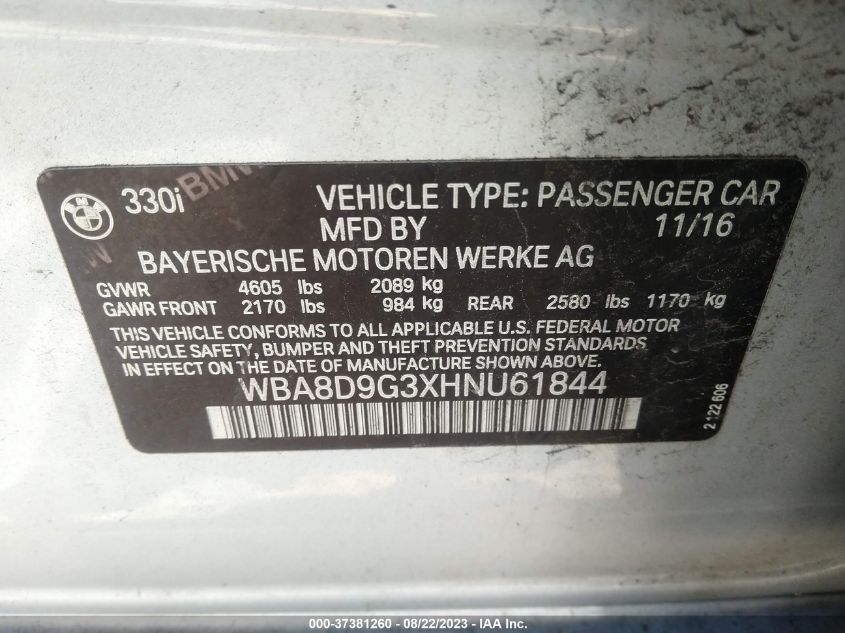 330i VEHICLE TYPE: PASSENGER CAR
MFD BY 11/16
BAYERISCHE MOTOREN WERKE AG
GVWR 4605 lbs 2089 kg
GAWR FRONT 2170 lbs 984 kg REAR 2580 lbs 1170 kg
THIS VEHICLE CONFORMS TO ALL APPLICABLE U.S. FEDERAL MOTOR
VEHICLE SAFETY, BUMPER AND THEFT PREVENTION STANDARDS
IN EFFECT ON THE DATE OF MANUFACTURE SHOWN ABOVE.
WBA8D9G3XHNU61844
000-37381260 - 08/22/2023 - IAA Inc.